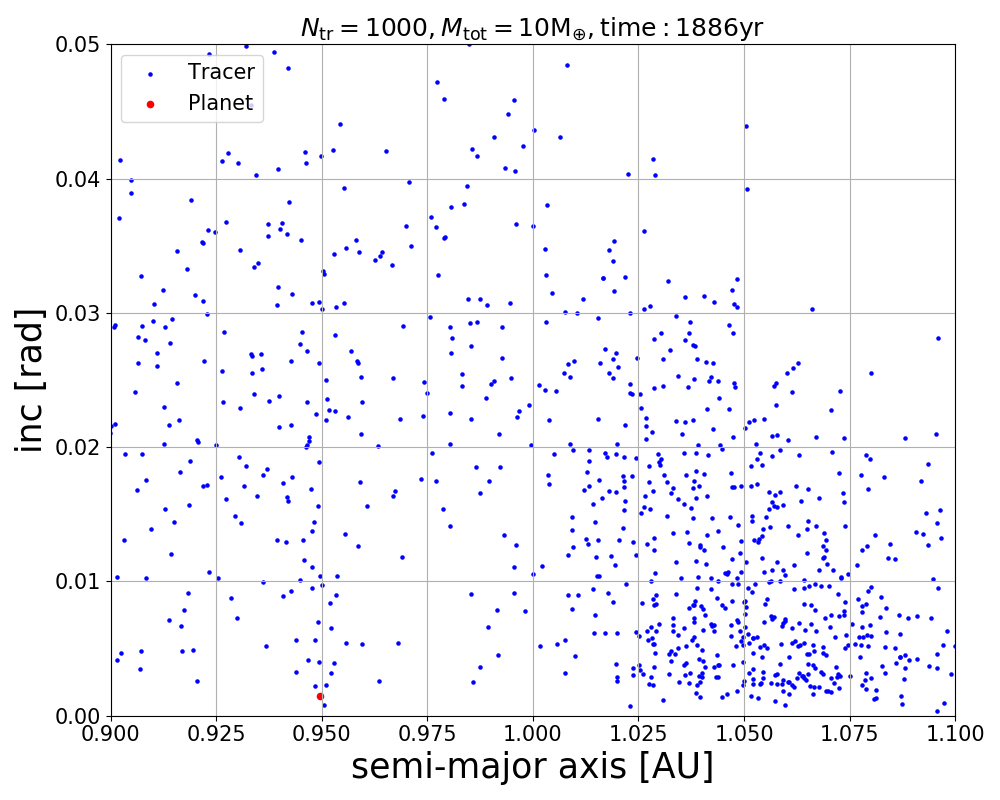 N_tr = 1000, M_tot = 10M_⊕, time : 1886yr
0.05
Tracer
Planet
0.04
0.03
inc [rad]
0.02
0.01
0.00
0.900 0.925 0.950 0.975 1.000 1.025 1.050 1.075 1.100
semi-major axis [AU]